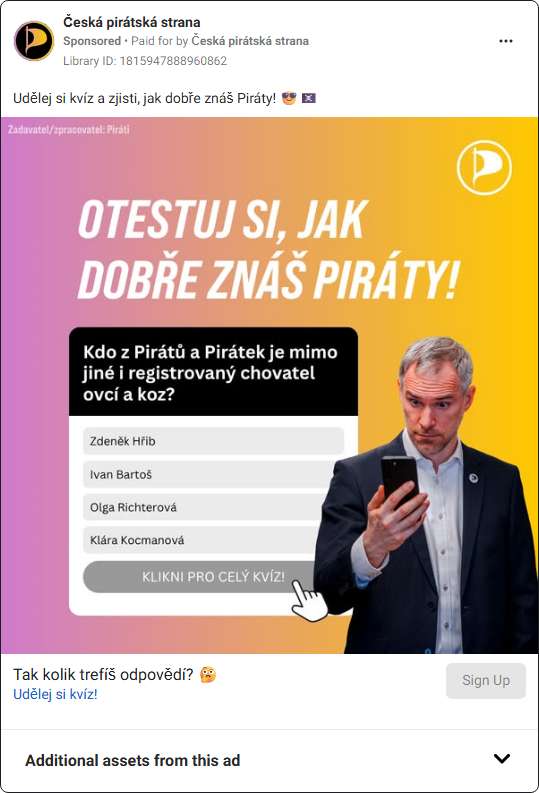 Česká pirátská strana
Sponsored • Paid for by Česká pirátská strana
Library ID: 1815947888960862
Udělej si kvíz a zjisti, jak dobře znáš Piráty! 😎 🏴‍☠️
Zadavatel/zpracovatel: Piráti
OTESTUJ SI, JAK
DOBŘE ZNÁŠ PIRÁTY!
Kdo z Pirátů a Pirátek je mimo
jiné i registrovaný chovatel
ovcí a koz?
Zdeněk Hřib
Ivan Bartoš
Olga Richterová
Klára Kocmanová
KLIKNI PRO CELÝ KVÍZ!
Tak kolik trefíš odpovědí? 🤔
Udělej si kvíz!
Sign Up
Additional assets from this ad